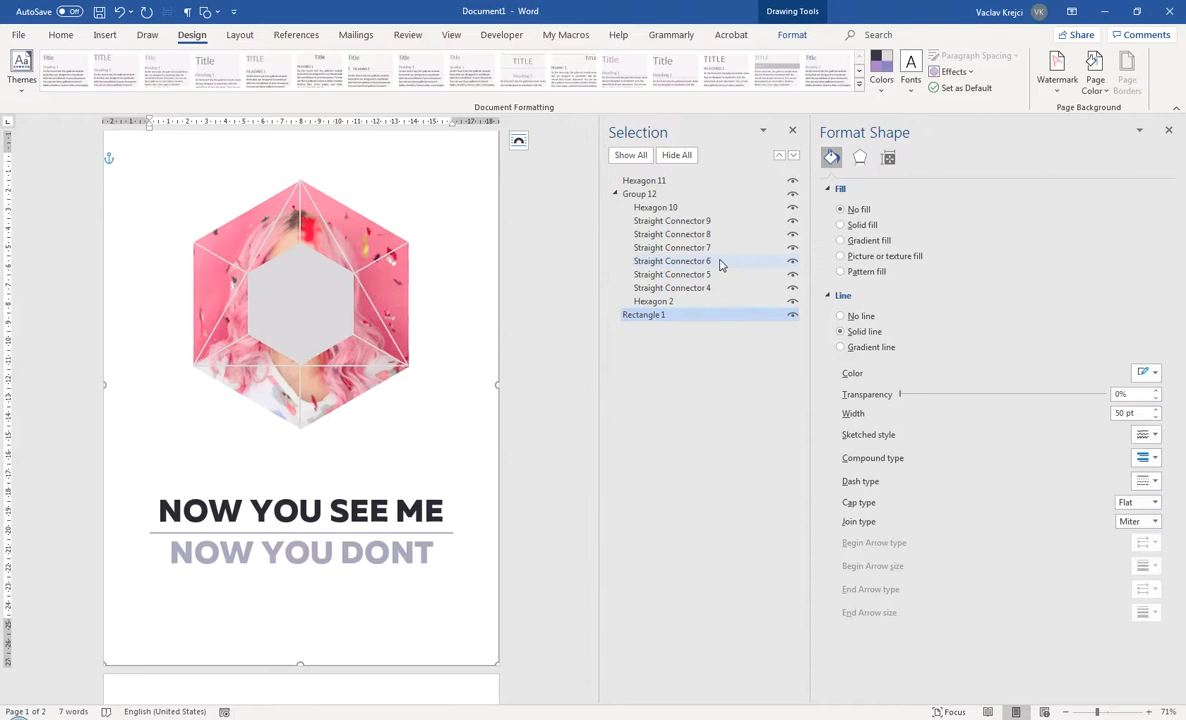 AutoSave Off
Document1 - Word
Drawing Tools
Vaclav Krejci VK
File Home Insert Draw Design Layout References Mailings Review View Developer My Macros Help Grammarly Acrobat Format Search Share Comments
Themes
Colors
Fonts
Paragraph Spacing
Effects
Set as Default
Watermark
Page Color
Page Borders
Document Formatting
Page Background
Selection
Show All Hide All
Hexagon 11
Group 12
Hexagon 10
Straight Connector 9
Straight Connector 8
Straight Connector 7
Straight Connector 6
Straight Connector 5
Straight Connector 4
Hexagon 2
Rectangle 1
Format Shape
Fill
No fill
Solid fill
Gradient fill
Picture or texture fill
Pattern fill
Line
No line
Solid line
Gradient line
Color
Transparency 0%
Width 50 pt
Sketched style
Compound type
Dash type
Cap type Flat
Join type Miter
Begin Arrow type
Begin Arrow size
End Arrow type
End Arrow size
NOW YOU SEE ME
NOW YOU DONT
Page 1 of 2 7 words English (United States) Focus 71%